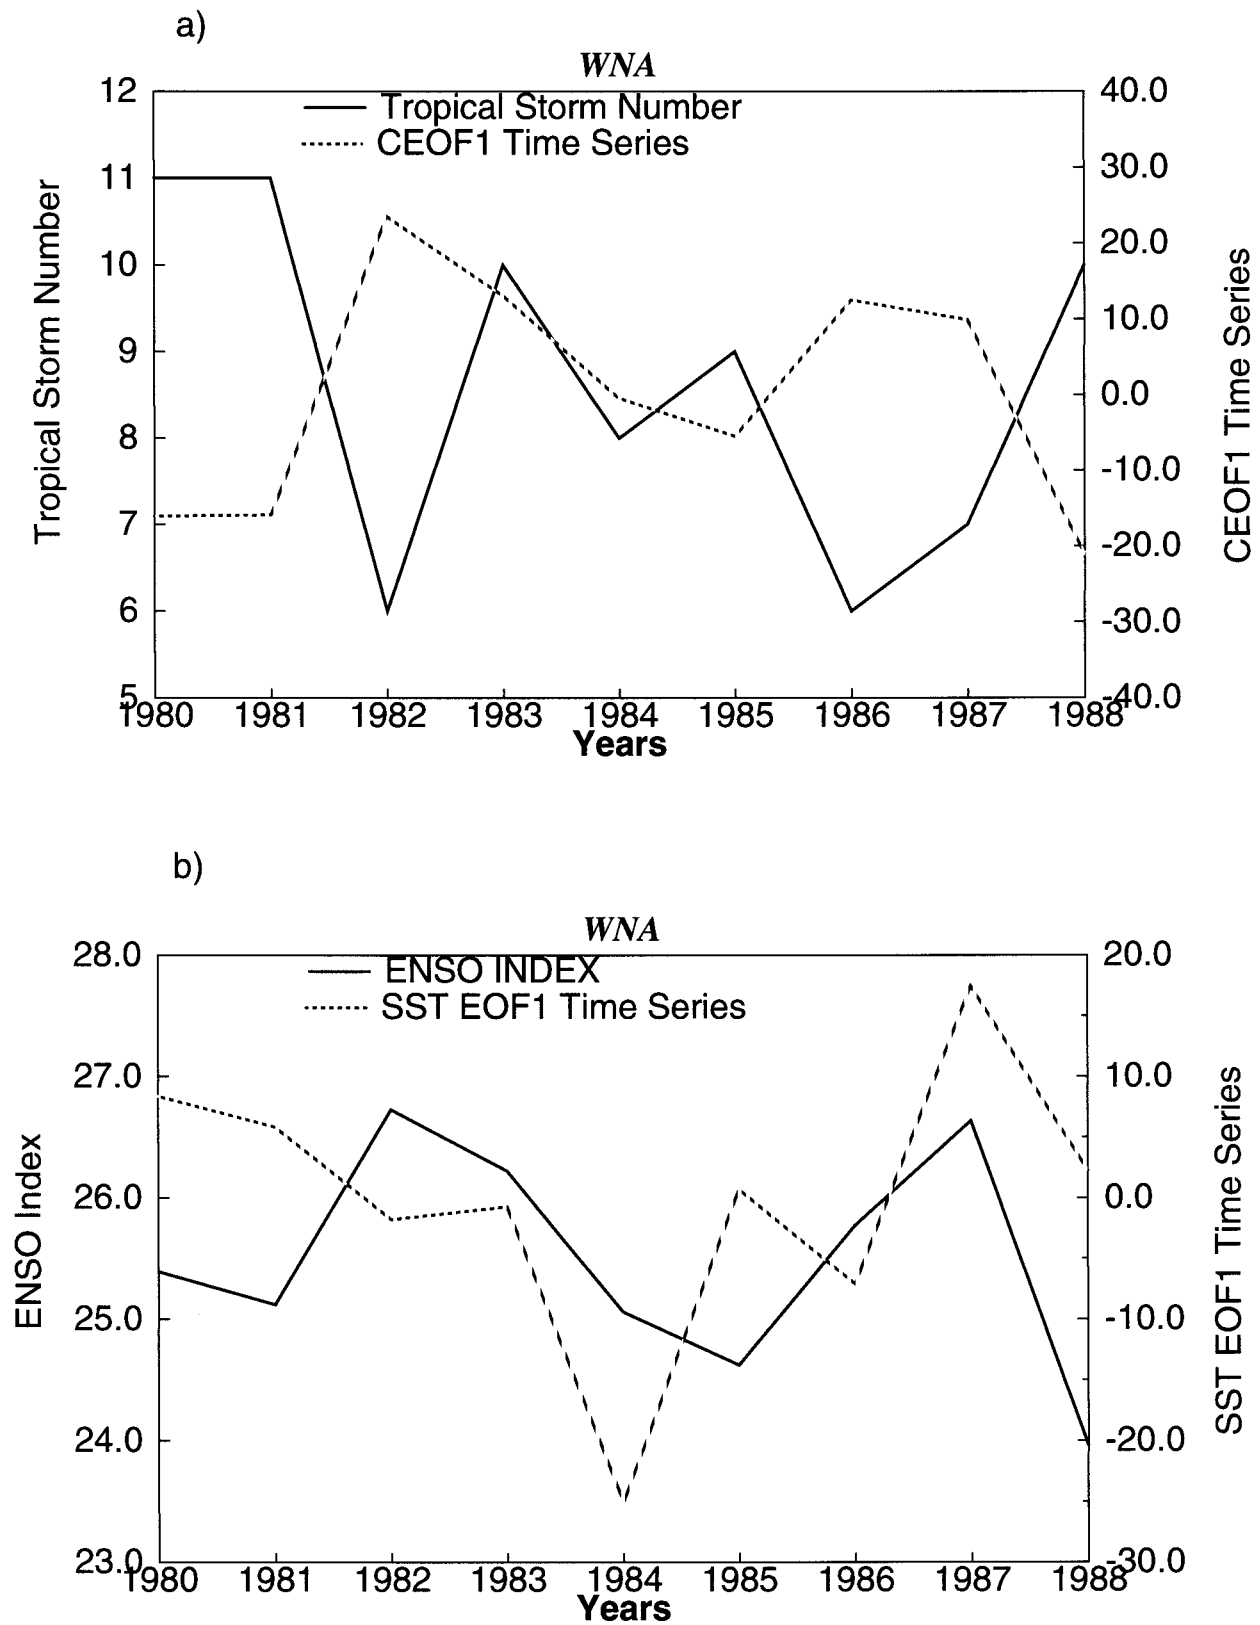 a)
WNA
Tropical Storm Number
CEOF1 Time Series
12
11
10
9
8
7
6
5
Tropical Storm Number
40.0
30.0
20.0
10.0
0.0
-10.0
-20.0
-30.0
-40.0
CEOF1 Time Series
1980 1981 1982 1983 1984 1985 1986 1987 1988
Years
b)
WNA
ENSO INDEX
SST EOF1 Time Series
28.0
27.0
26.0
25.0
24.0
23.0
ENSO Index
20.0
10.0
0.0
-10.0
-20.0
-30.0
SST EOF1 Time Series
1980 1981 1982 1983 1984 1985 1986 1987 1988
Years